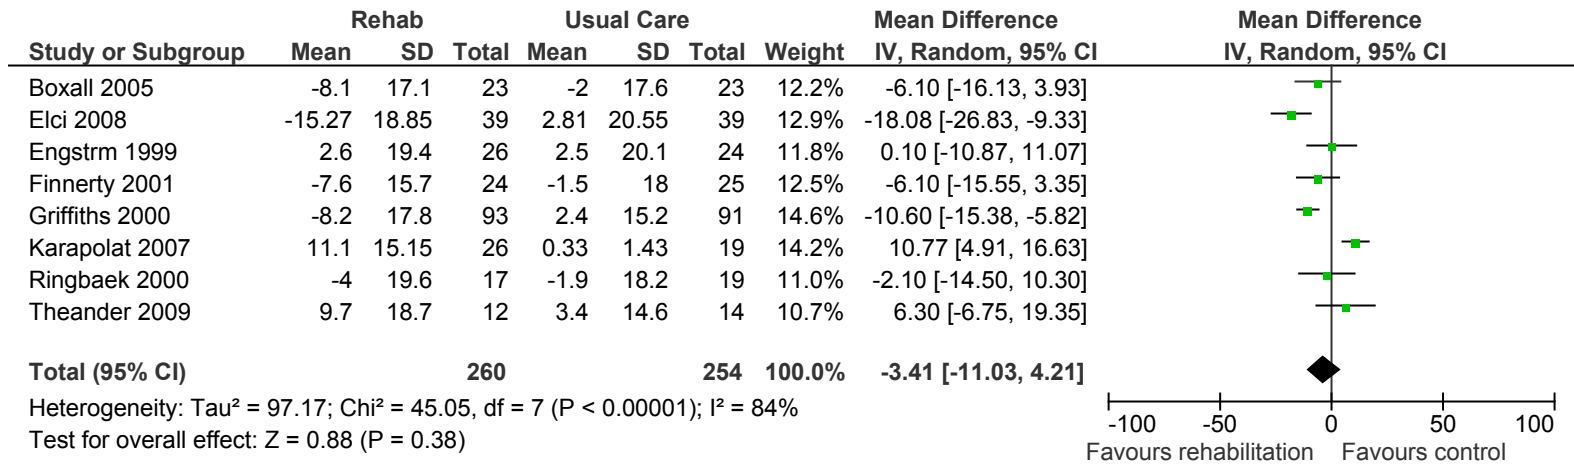 Rehab Usual Care Mean Difference Mean Difference
Study or Subgroup Mean SD Total Mean SD Total Weight IV, Random, 95% CI IV, Random, 95% CI
Boxall 2005 -8.1 17.1 23 -2 17.6 23 12.2% -6.10 [-16.13, 3.93]
Elci 2008 -15.27 18.85 39 2.81 20.55 39 12.9% -18.08 [-26.83, -9.33]
Engstrm 1999 2.6 19.4 26 2.5 20.1 24 11.8% 0.10 [-10.87, 11.07]
Finnerty 2001 -7.6 15.7 24 -1.5 18 25 12.5% -6.10 [-15.55, 3.35]
Griffiths 2000 -8.2 17.8 93 2.4 15.2 91 14.6% -10.60 [-15.38, -5.82]
Karapolat 2007 11.1 15.15 26 0.33 1.43 19 14.2% 10.77 [4.91, 16.63]
Ringbaek 2000 -4 19.6 17 -1.9 18.2 19 11.0% -2.10 [-14.50, 10.30]
Theander 2009 9.7 18.7 12 3.4 14.6 14 10.7% 6.30 [-6.75, 19.35]
Total (95% CI) 260 254 100.0% -3.41 [-11.03, 4.21]
Heterogeneity: Tau² = 97.17; Chi² = 45.05, df = 7 (P < 0.00001); I² = 84%
Test for overall effect: Z = 0.88 (P = 0.38)
-100 -50 0 50 100
Favours rehabilitation Favours control